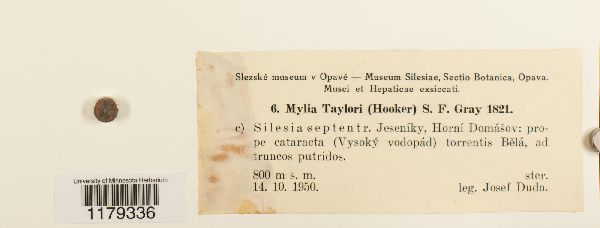 Slezské museum v Opavě — Museum Silesiae, Sectio Botanica, Opava.
Musci et Hepaticae exsiccati.
6. Mylia Taylori (Hooker) S. F. Gray 1821.
c) Silesia septentr. Jeseníky, Horní Domášov: pro-
pe cataracta (Vysoký vodopád) torrentis Bělá, ad
truncos putridos.
800 m s. m. ster.
14. 10. 1950. leg. Josef Duda.
University of Minnesota Herbarium
1179336